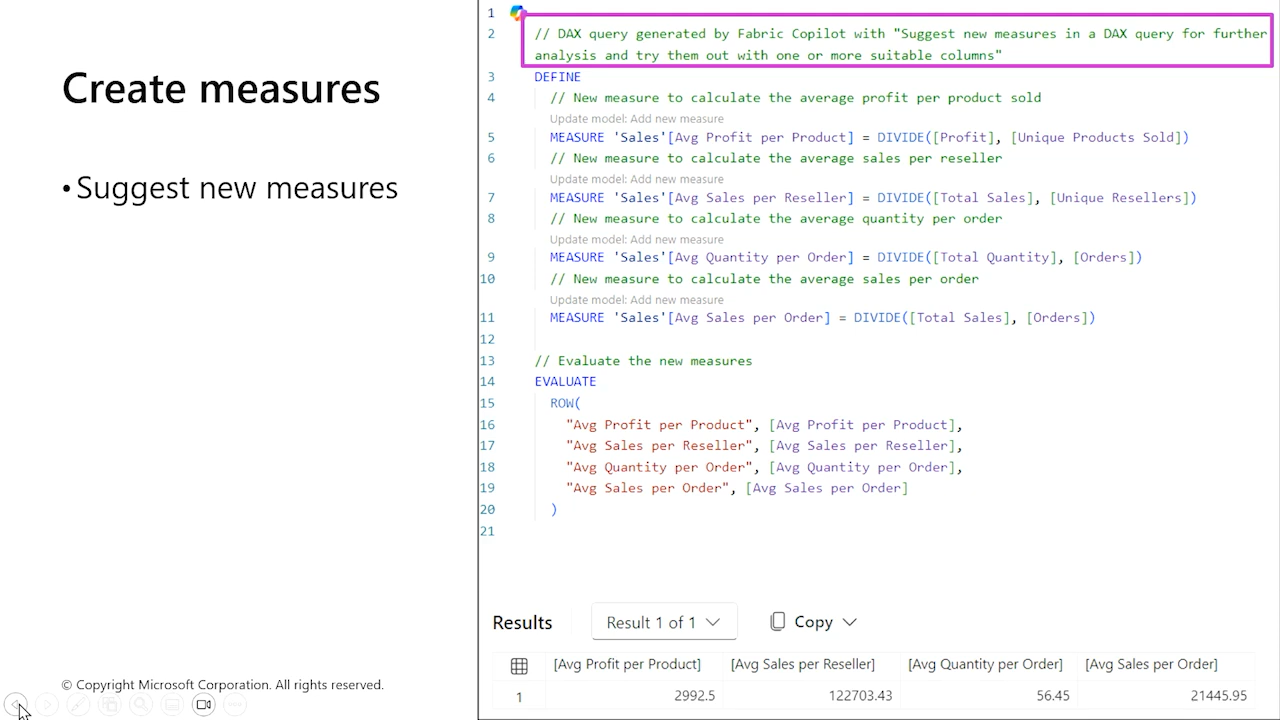 Create measures
• Suggest new measures
1
2 // DAX query generated by Fabric Copilot with "Suggest new measures in a DAX query for further
analysis and try them out with one or more suitable columns"
3 DEFINE
4 // New measure to calculate the average profit per product sold
Update model: Add new measure
5 MEASURE 'Sales'[Avg Profit per Product] = DIVIDE([Profit], [Unique Products Sold])
6 // New measure to calculate the average sales per reseller
Update model: Add new measure
7 MEASURE 'Sales'[Avg Sales per Reseller] = DIVIDE([Total Sales], [Unique Resellers])
8 // New measure to calculate the average quantity per order
Update model: Add new measure
9 MEASURE 'Sales'[Avg Quantity per Order] = DIVIDE([Total Quantity], [Orders])
10 // New measure to calculate the average sales per order
Update model: Add new measure
11 MEASURE 'Sales'[Avg Sales per Order] = DIVIDE([Total Sales], [Orders])
12
13 // Evaluate the new measures
14 EVALUATE
15 ROW(
16 "Avg Profit per Product", [Avg Profit per Product],
17 "Avg Sales per Reseller", [Avg Sales per Reseller],
18 "Avg Quantity per Order", [Avg Quantity per Order],
19 "Avg Sales per Order", [Avg Sales per Order]
20 )
21
Results Result 1 of 1 Copy
[Avg Profit per Product] [Avg Sales per Reseller] [Avg Quantity per Order] [Avg Sales per Order]
1 2992.5 122703.43 56.45 21445.95
© Copyright Microsoft Corporation. All rights reserved.